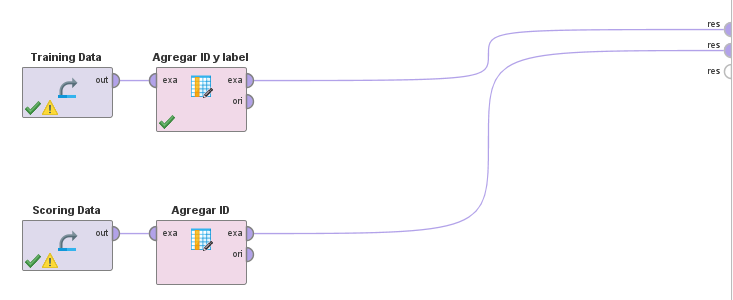 res
res
Training Data
Agregar ID y label
res
out
exa
exa
ori
Scoring Data
Agregar ID
out
exa
exa
ori